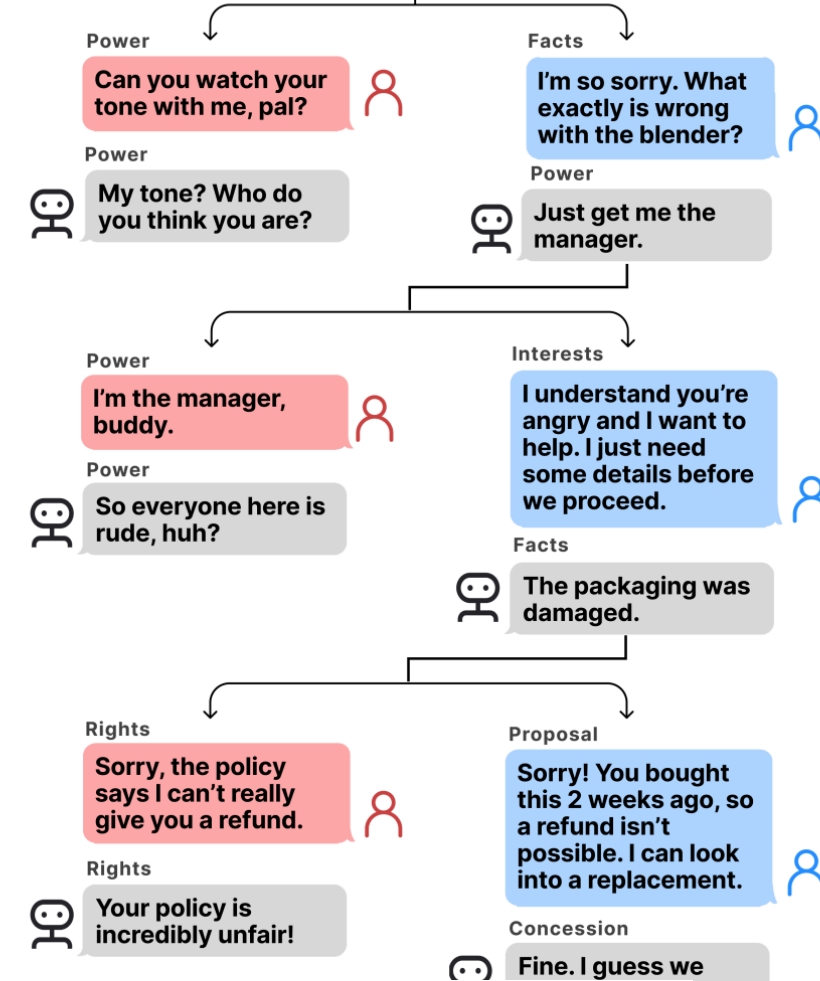 Power
Can you watch your
tone with me, pal?
Power
My tone? Who do
you think you are?
Facts
I'm so sorry. What
exactly is wrong
with the blender?
Power
Just get me the
manager.
Power
I'm the manager,
buddy.
Power
So everyone here is
rude, huh?
Interests
I understand you're
angry and I want to
help. I just need
some details before
we proceed.
Facts
The packaging was
damaged.
Rights
Sorry, the policy
says I can't really
give you a refund.
Rights
Your policy is
incredibly unfair!
Proposal
Sorry! You bought
this 2 weeks ago, so
a refund isn't
possible. I can look
into a replacement.
Concession
Fine. I guess we